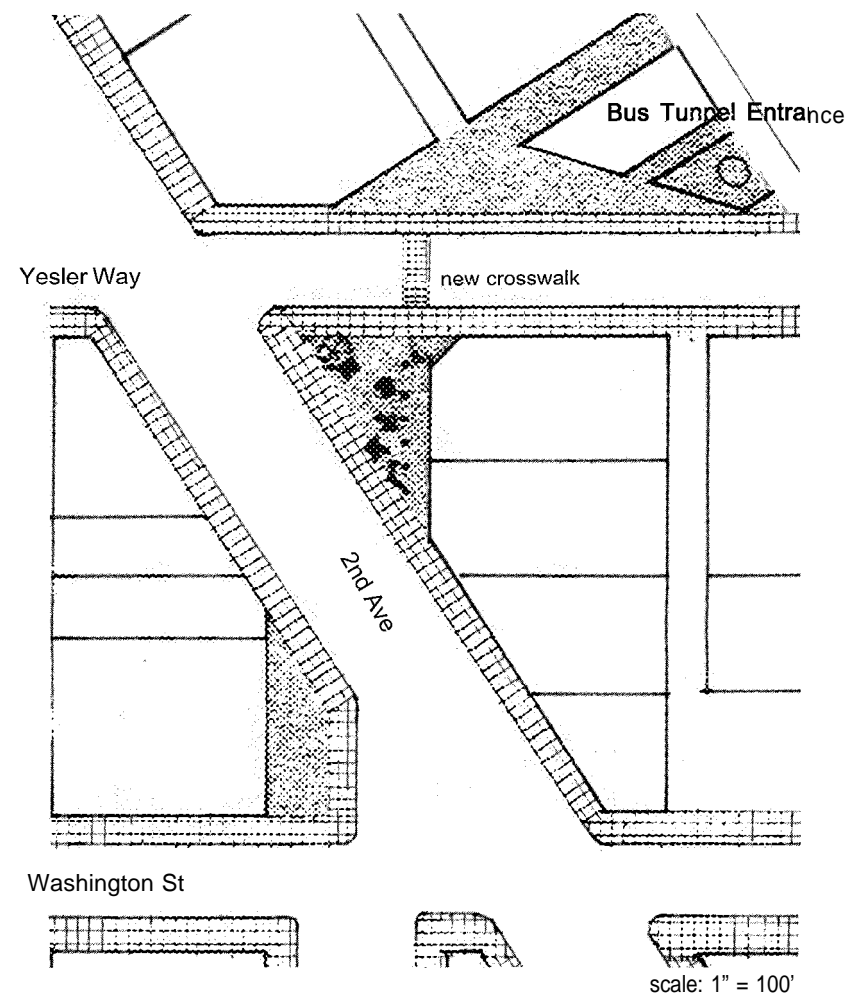 Bus Tunnel Entrance
Yesler Way
new crosswalk
2nd Ave
Washington St
scale: 1” = 100’